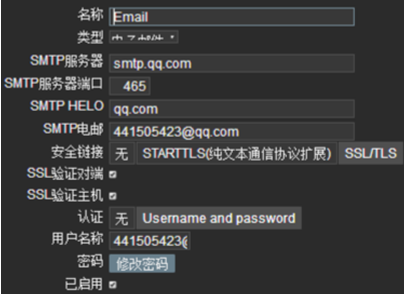 名称 Email
类型 电子邮件
SMTP服务器 smtp.qq.com
SMTP服务器端口 465
SMTP HELO qq.com
SMTP电邮 441505423@qq.com
安全链接 无 STARTTLS(纯文本通信协议扩展) SSL/TLS
SSL验证对端
SSL验证主机
认证 无 Username and password
用户名称 441505423@
密码 修改密码
已启用